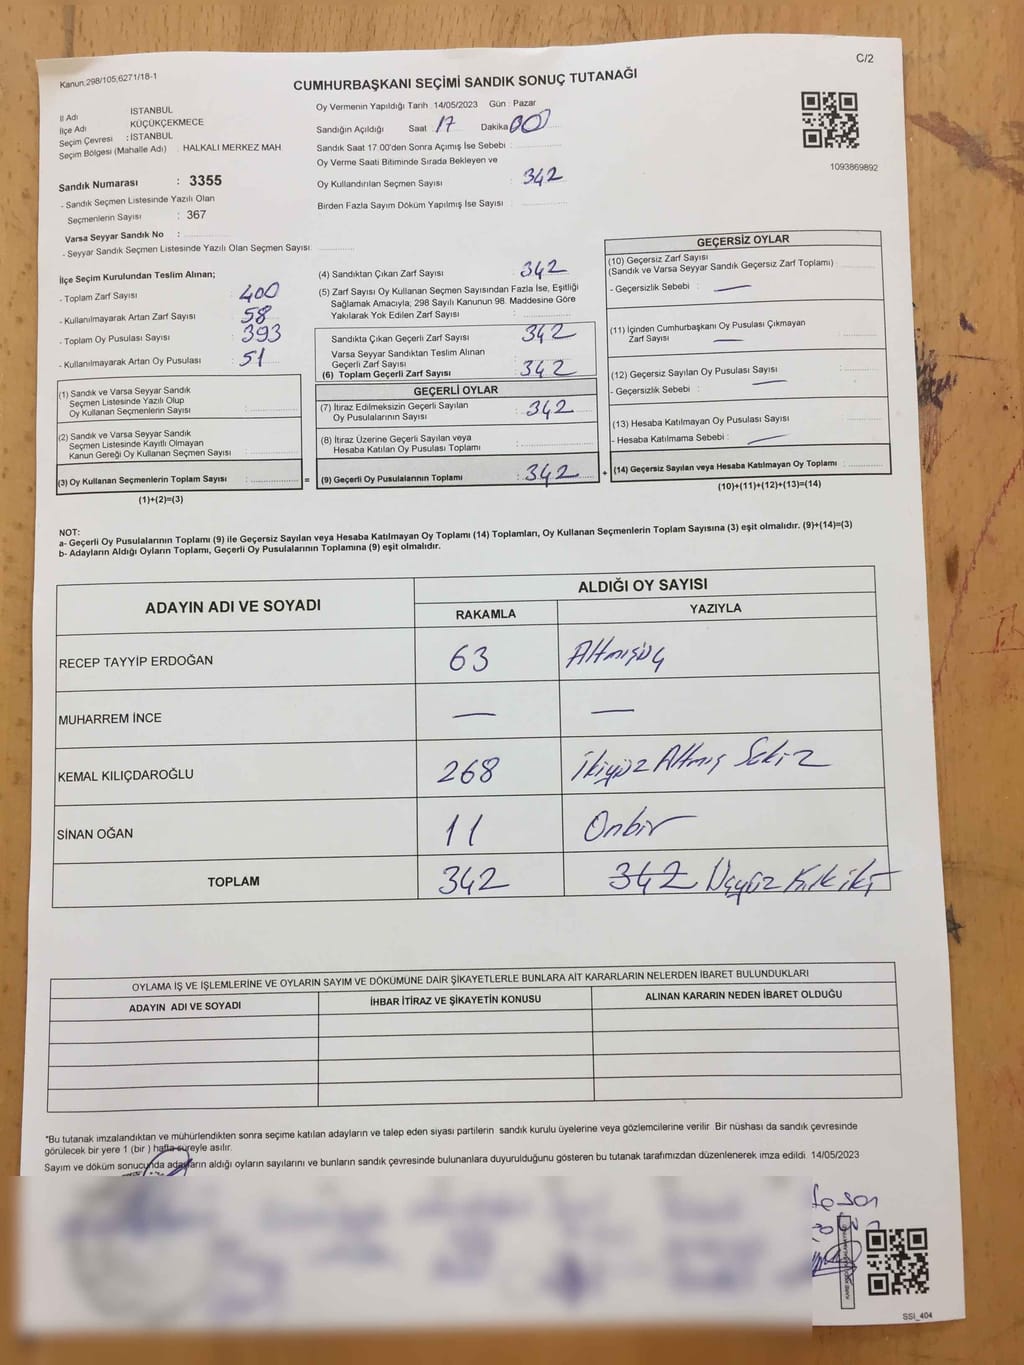 C/2
Kanun;298/105,6271/18-1
CUMHURBAŞKANI SEÇİMİ SANDIK SONUÇ TUTANAĞI
İl Adı İSTANBUL
İlçe Adı KÜÇÜKÇEKMECE
Seçim Çevresi : İSTANBUL
Seçim Bölgesi (Mahalle Adı) : HALKALI MERKEZ MAH
Sandık Numarası : 3355
- Sandık Seçmen Listesinde Yazılı Olan
Seçmenlerin Sayısı : 367
Varsa Seyyar Sandık No :
- Seyyar Sandık Seçmen Listesinde Yazılı Olan Seçmen Sayısı:
Oy Vermenin Yapıldığı Tarih :14/05/2023 Gün : Pazar
Sandığın Açıldığı Saat : 17 Dakika 00
Sandık Saat 17.00'den Sonra Açımış İse Sebebi :
Oy Verme Saati Bitiminde Sırada Bekleyen ve
Oy Kullandırılan Seçmen Sayısı : 342
Birden Fazla Sayım Döküm Yapılmış İse Sayısı :
1093869892
İlçe Seçim Kurulundan Teslim Alınan;
- Toplam Zarf Sayısı : 400
- Kullanılmayarak Artan Zarf Sayısı : 58
- Toplam Oy Pusulası Sayısı : 393
- Kullanılmayarak Artan Oy Pusulası : 51
(1) Sandık ve Varsa Seyyar Sandık
Seçmen Listesinde Yazılı Olup
Oy Kullanan Seçmenlerin Sayısı :
(2) Sandık ve Varsa Seyyar Sandık
Seçmen Listesinde Kayıtlı Olmayan
Kanun Gereği Oy Kullanan Seçmen Sayısı :
(3) Oy Kullanan Seçmenlerin Toplam Sayısı : =
(1)+(2)=(3)
(4) Sandıktan Çıkan Zarf Sayısı : 342
(5) Zarf Sayısı Oy Kullanan Seçmen Sayısından Fazla İse, Eşitliği
Sağlamak Amacıyla; 298 Sayılı Kanunun 98. Maddesine Göre
Yakılarak Yok Edilen Zarf Sayısı :
Sandıkta Çıkan Geçerli Zarf Sayısı : 342
Varsa Seyyar Sandıktan Teslim Alınan
Geçerli Zarf Sayısı :
(6) Toplam Geçerli Zarf Sayısı : 342
GEÇERLİ OYLAR
(7) İtiraz Edilmeksizin Geçerli Sayılan
Oy Pusulalarının Sayısı : 342
(8) İtiraz Üzerine Geçerli Sayılan veya
Hesaba Katılan Oy Pusulası Toplamı :
(9) Geçerli Oy Pusulalarının Toplamı : 342 +
GEÇERSİZ OYLAR
(10) Geçersiz Zarf Sayısı
(Sandık ve Varsa Seyyar Sandık Geçersiz Zarf Toplamı) :
- Geçersizlik Sebebi : —
(11) İçinden Cumhurbaşkanı Oy Pusulası Çıkmayan
Zarf Sayısı — :
(12) Geçersiz Sayılan Oy Pusulası Sayısı :
- Geçersizlik Sebebi : —
(13) Hesaba Katılmayan Oy Pusulası Sayısı :
- Hesaba Katılmama Sebebi : —
(14) Geçersiz Sayılan veya Hesaba Katılmayan Oy Toplamı :
(10)+(11)+(12)+(13)=(14)
NOT:
a- Geçerli Oy Pusulalarının Toplamı (9) ile Geçersiz Sayılan veya Hesaba Katılmayan Oy Toplamı (14) Toplamları, Oy Kullanan Seçmenlerin Toplam Sayısına (3) eşit olmalıdır. (9)+(14)=(3)
b- Adayların Aldığı Oyların Toplamı, Geçerli Oy Pusulalarının Toplamına (9) eşit olmalıdır.
ADAYIN ADI VE SOYADI
ALDIĞI OY SAYISI
RAKAMLA YAZIYLA
RECEP TAYYİP ERDOĞAN 63 Altmışüç
MUHARREM İNCE — —
KEMAL KILIÇDAROĞLU 268 İkiyüz Altmış Sekiz
SİNAN OĞAN 11 Onbir
TOPLAM 342 342 Üçyüz Kırk iki
OYLAMA İŞ VE İŞLEMLERİNE VE OYLARIN SAYIM VE DÖKÜMÜNE DAİR ŞİKAYETLERLE BUNLARA AİT KARARLARIN NELERDEN İBARET BULUNDUKLARI
ADAYIN ADI VE SOYADI İHBAR İTİRAZ VE ŞİKAYETİN KONUSU ALINAN KARARIN NEDEN İBARET OLDUĞU
*Bu tutanak imzalandıktan ve mühürlendikten sonra seçime katılan adayların ve talep eden siyası partilerin sandık kurulu üyelerine veya gözlemcilerine verilir .Bir nüshası da sandık çevresinde
görülecek bir yere 1 (bir ) hafta süreyle asılır.
Sayım ve döküm sonucunda adayların aldığı oyların sayılarını ve bunların sandık çevresinde bulunanlara duyurulduğunu gösteren bu tutanak tarafımızdan düzenlenerek imza edildi. 14/05/2023
SSİ_404